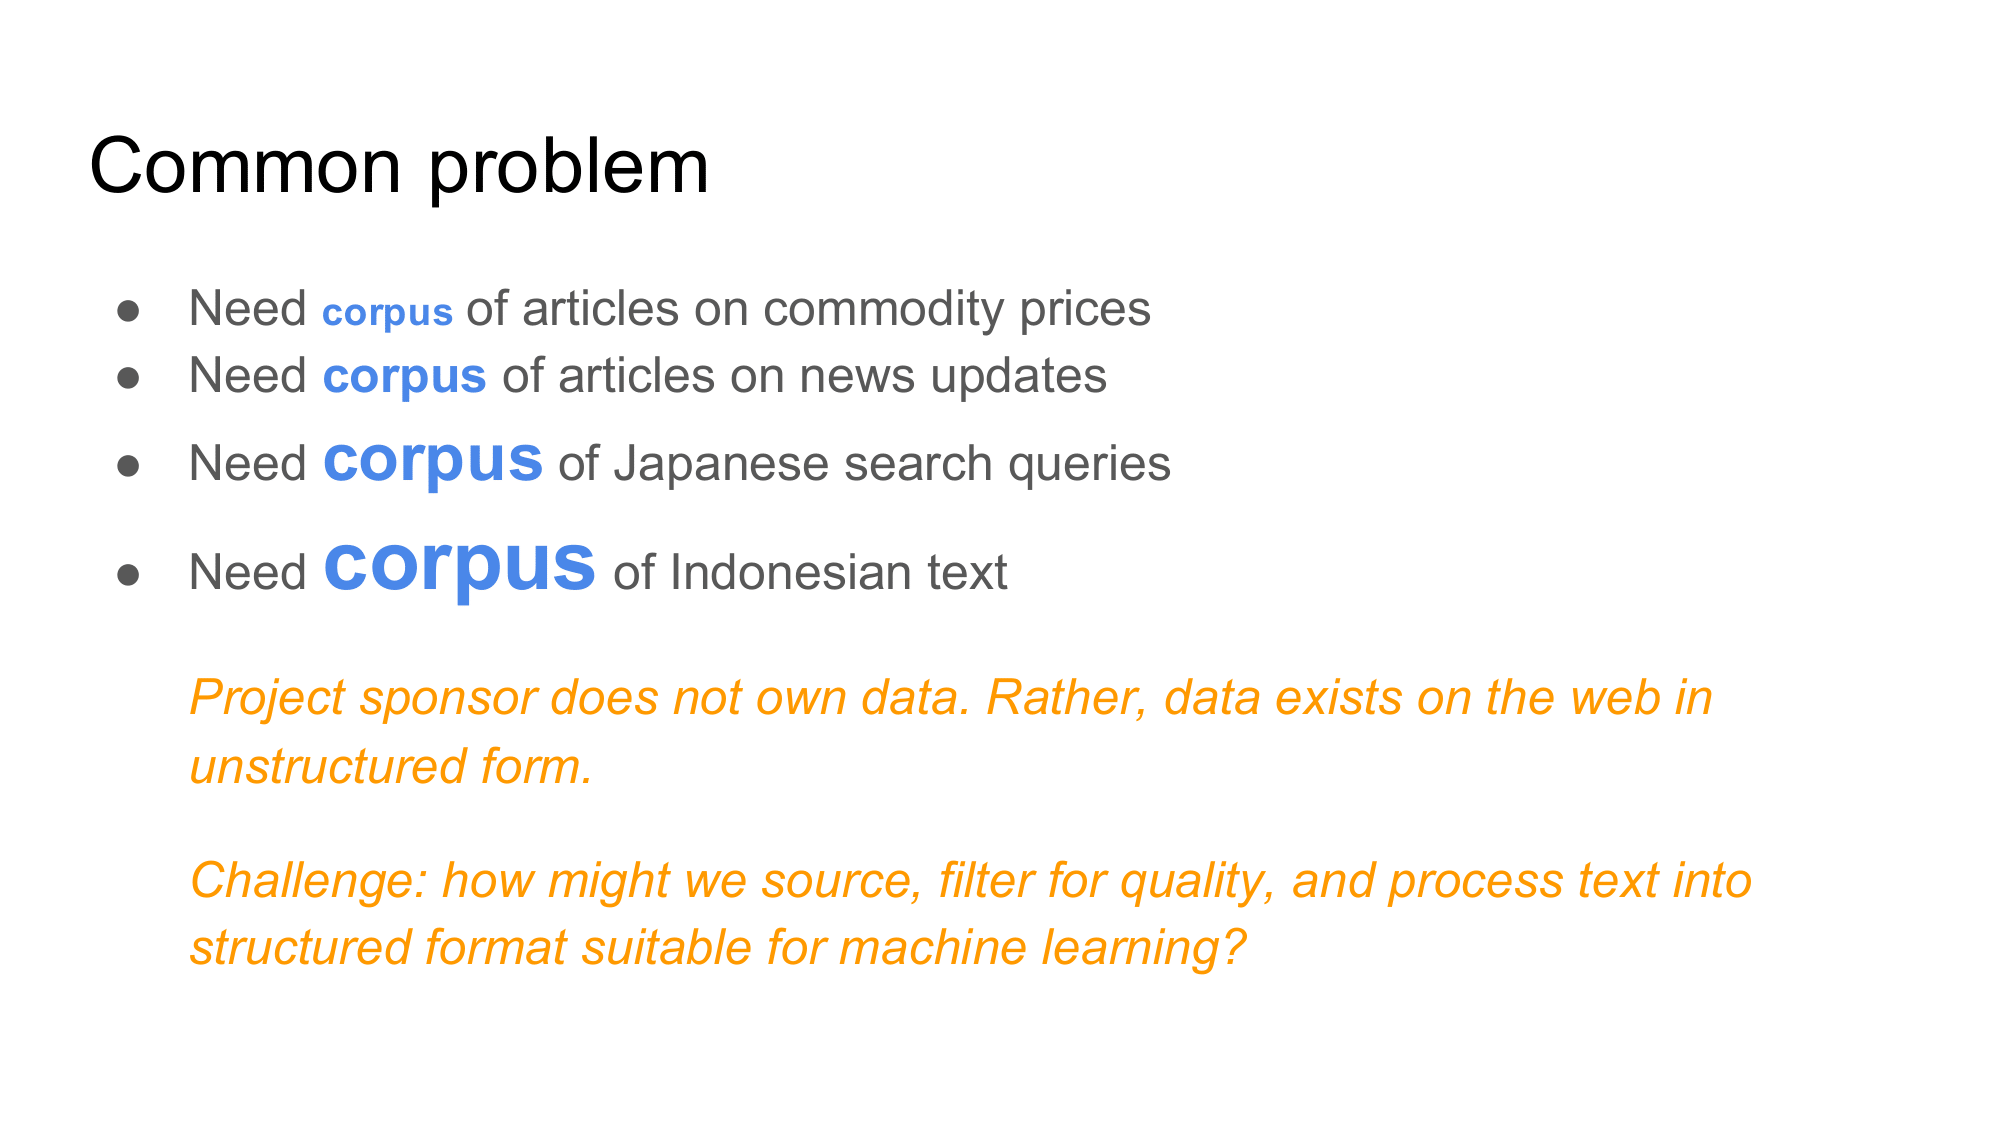 Common problem
● Need corpus of articles on commodity prices
● Need corpus of articles on news updates
● Need corpus of Japanese search queries
● Need corpus of Indonesian text
Project sponsor does not own data. Rather, data exists on the web in
unstructured form.
Challenge: how might we source, filter for quality, and process text into
structured format suitable for machine learning?